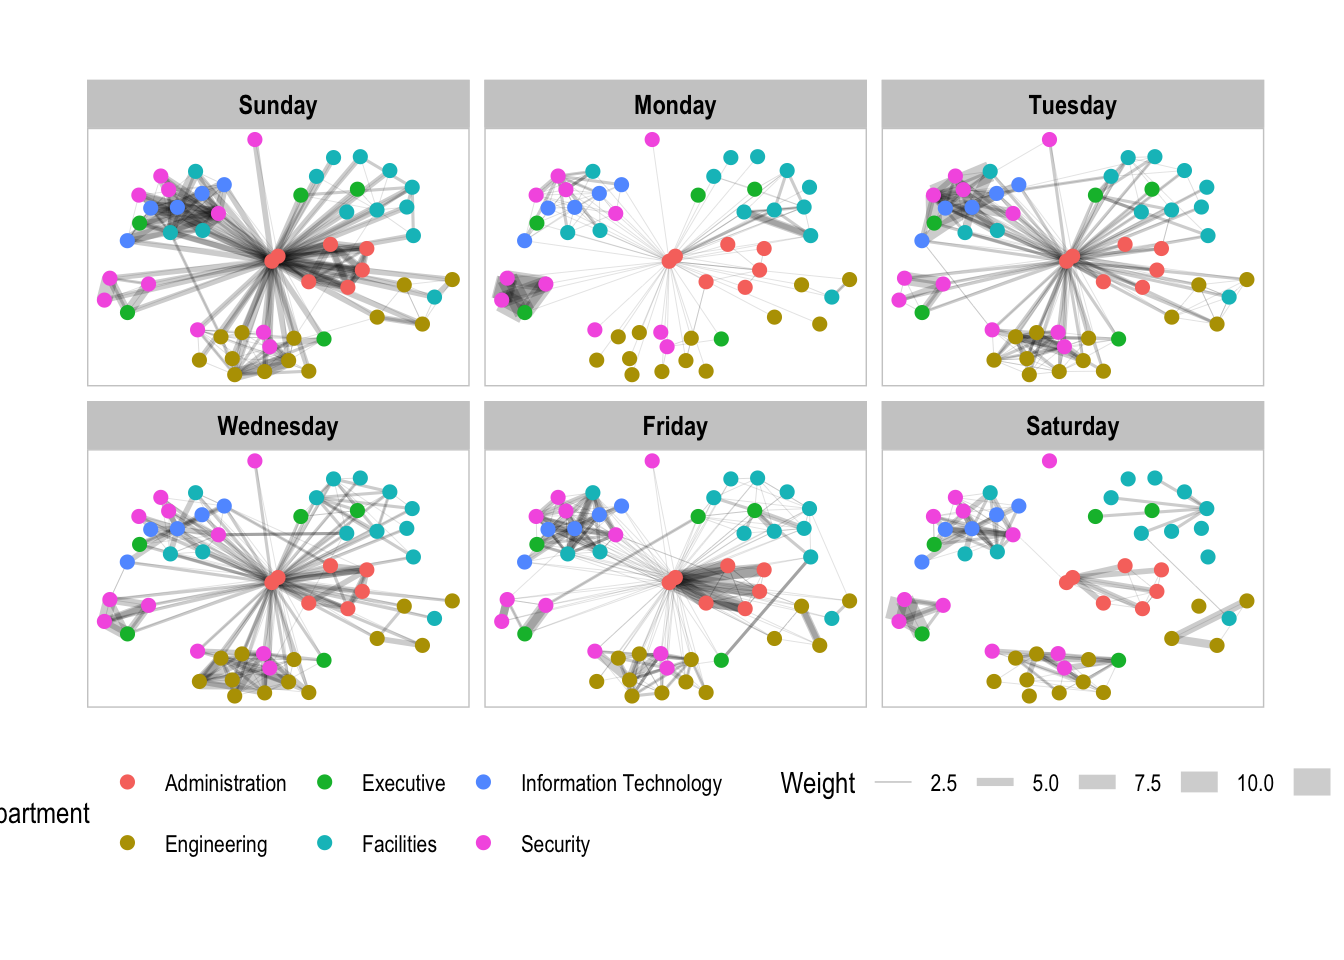 Sunday Monday Tuesday
Wednesday Friday Saturday
Administration Executive Information Technology Weight 2.5 5.0 7.5 10.0
partment
Engineering Facilities Security